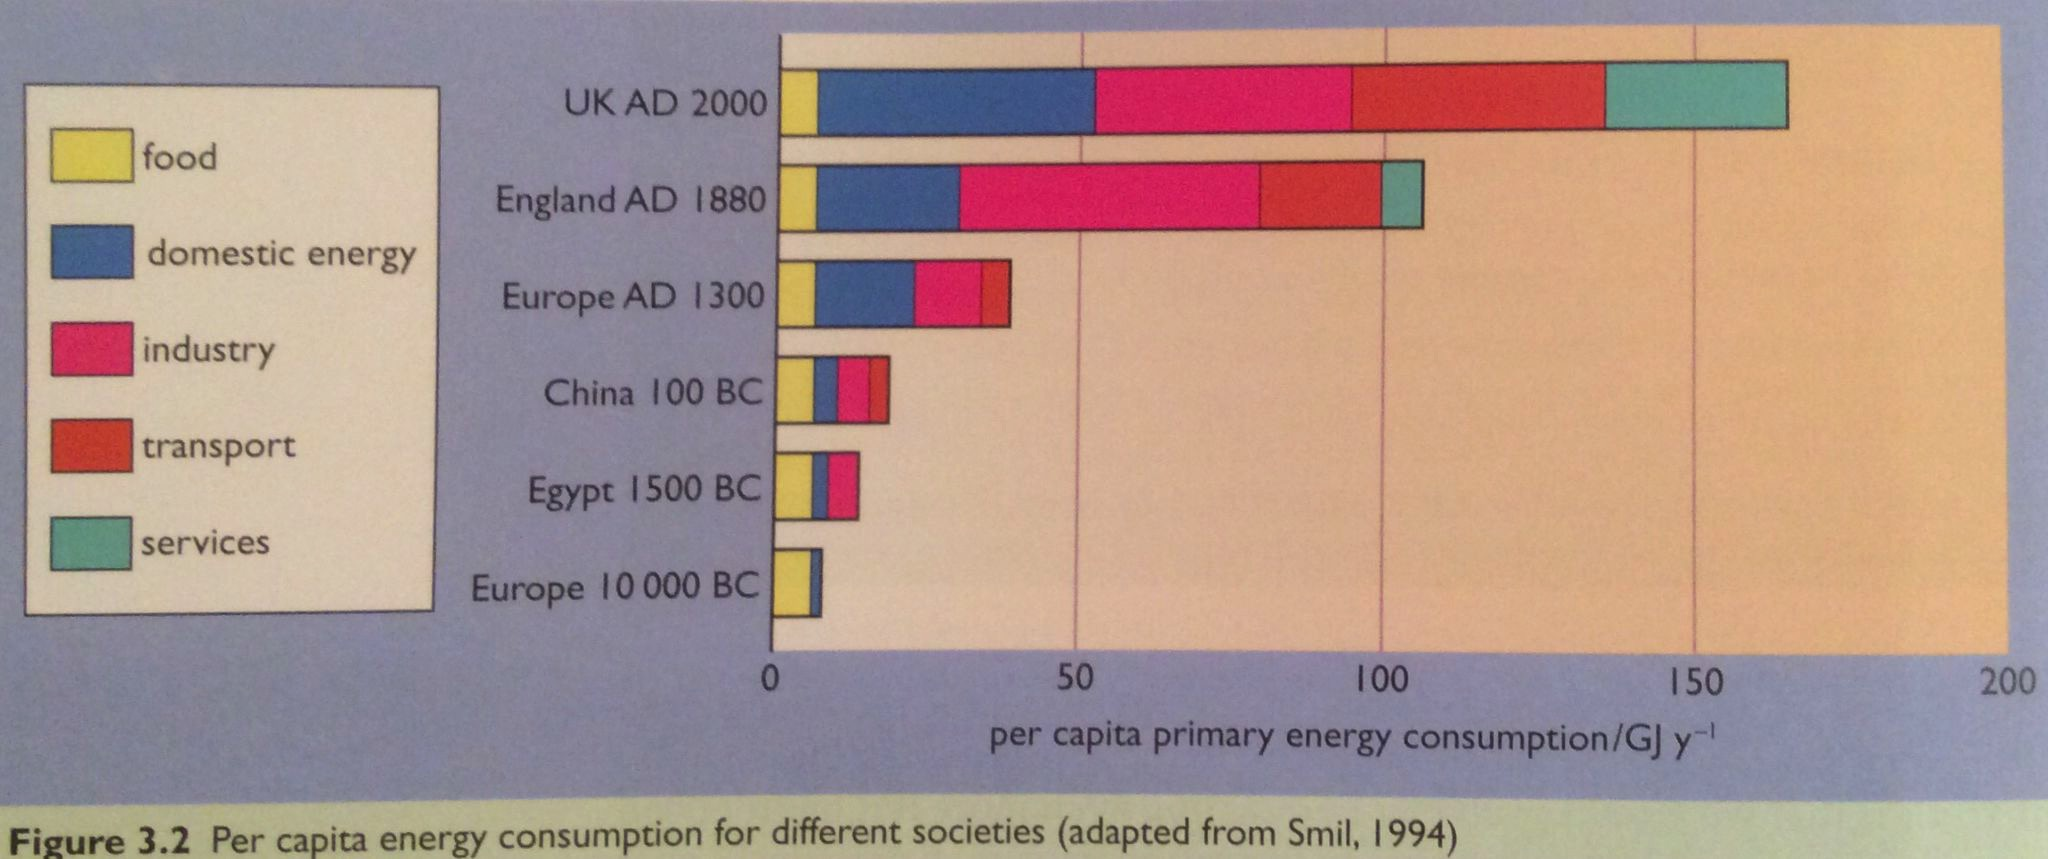 food
domestic energy
industry
transport
services
UK AD 2000
England AD 1880
Europe AD 1300
China 100 BC
Egypt 1500 BC
Europe 10 000 BC
0 50 100 150 200
per capita primary energy consumption/GJ y⁻¹
Figure 3.2 Per capita energy consumption for different societies (adapted from Smil, 1994)